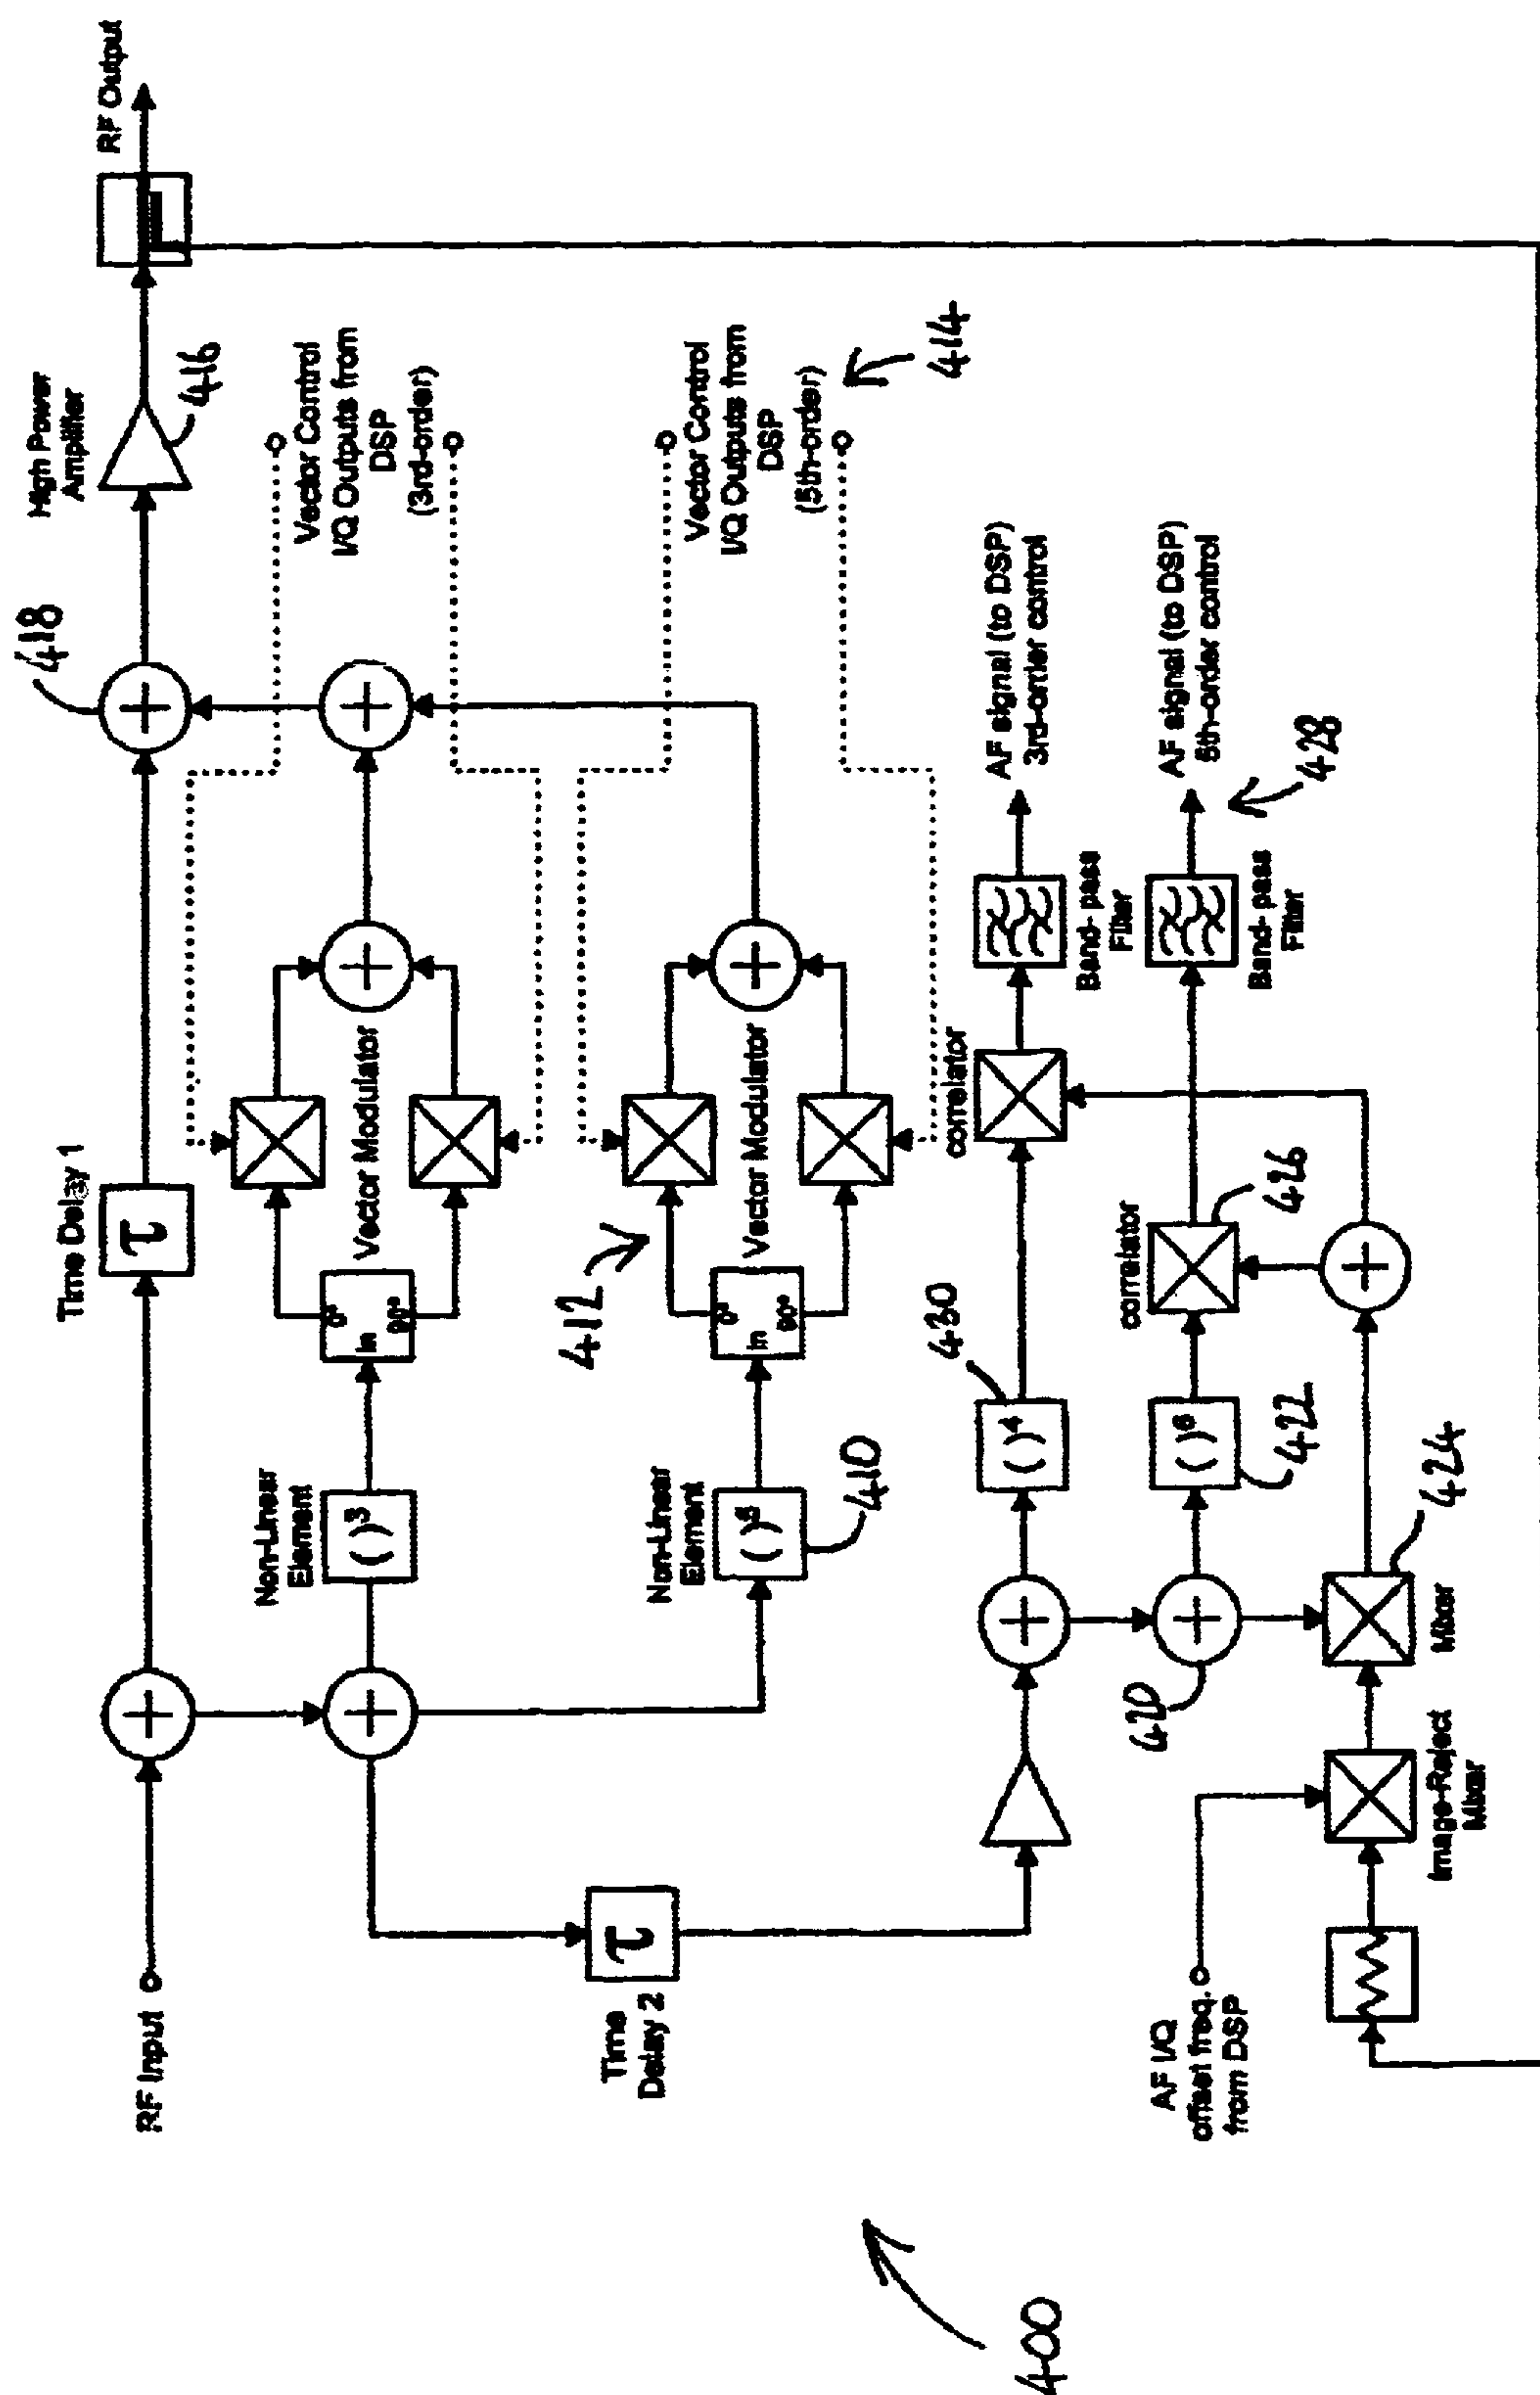 RF Input
Time Delay 1
418
High Power
Amplifier
416
RF Output
Non-Linear
Element
( )3
0°
In
90°
Vector Modulator
Vector Control
I/Q Outputs from
DSP
(3rd-order)
τ
Non-Linear
Element
( )5
410
412
0°
In
90°
Vector Modulator
Vector Control
I/Q Outputs from
DSP
(5th-order)
414
Time
Delay 2
τ
430
( )4
correlator
Band-pass
Filter
AF signal (to DSP)
3rd-order control
420
( )6
422
correlator
426
Band-pass
Filter
AF signal (to DSP)
5th-order control
428
AF I/Q
offset freq.
from DSP
Image-Reject
Mixer
Mixer
424
400